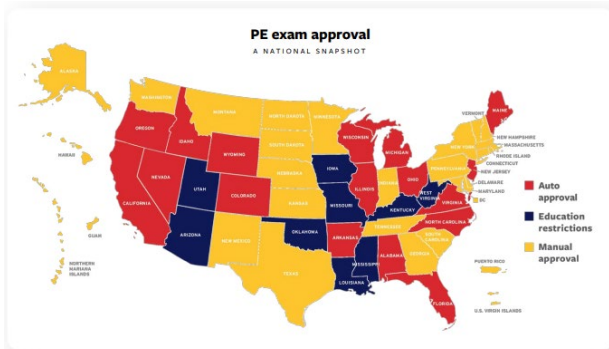 PE exam approval
A NATIONAL SNAPSHOT
ALASKA
WASHINGTON
MONTANA
NORTH DAKOTA
MINNESOTA
VERMONT
MAINE
OREGON
IDAHO
WYOMING
SOUTH DAKOTA
WISCONSIN
MICHIGAN
NEW YORK
NEW HAMPSHIRE
MASSACHUSETTS
RHODE ISLAND
CONNECTICUT
NEW JERSEY
DELAWARE
MARYLAND
DC
HAWAII
NEVADA
UTAH
COLORADO
NEBRASKA
IOWA
ILLINOIS
INDIANA
OHIO
PENNSYLVANIA
CALIFORNIA
KANSAS
MISSOURI
KENTUCKY
WEST
VIRGINIA
VIRGINIA
Auto
approval
Education
restrictions
Manual
approval
GUAM
ARIZONA
NEW MEXICO
OKLAHOMA
ARKANSAS
TENNESSEE
NORTH CAROLINA
SOUTH
CAROLINA
NORTHERN
MARIANA
ISLANDS
TEXAS
LOUISIANA
MISSISSIPPI
ALABAMA
GEORGIA
FLORIDA
PUERTO RICO
U.S. VIRGIN ISLANDS